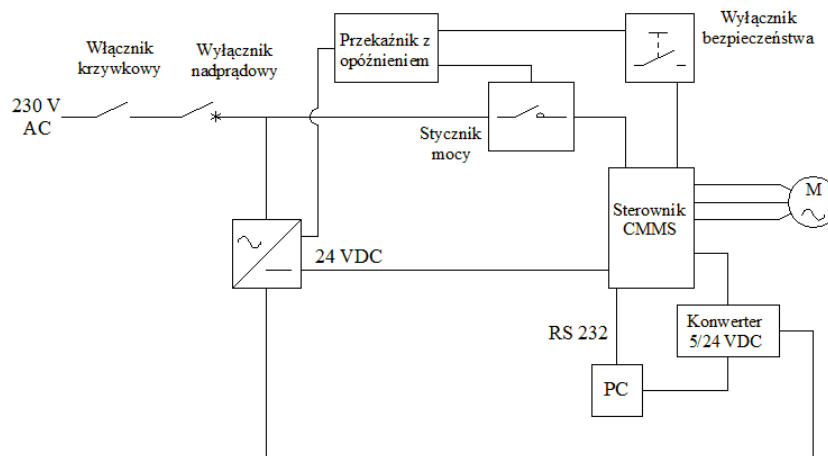 Włącznik
krzywkowy
Wyłącznik
nadprądowy
Przekaźnik z
opóźnieniem
Wyłącznik
bezpieczeństwa
230 V
AC
Stycznik
mocy
Sterownik
CMMS
M
24 VDC
RS 232
Konwerter
5/24 VDC
PC